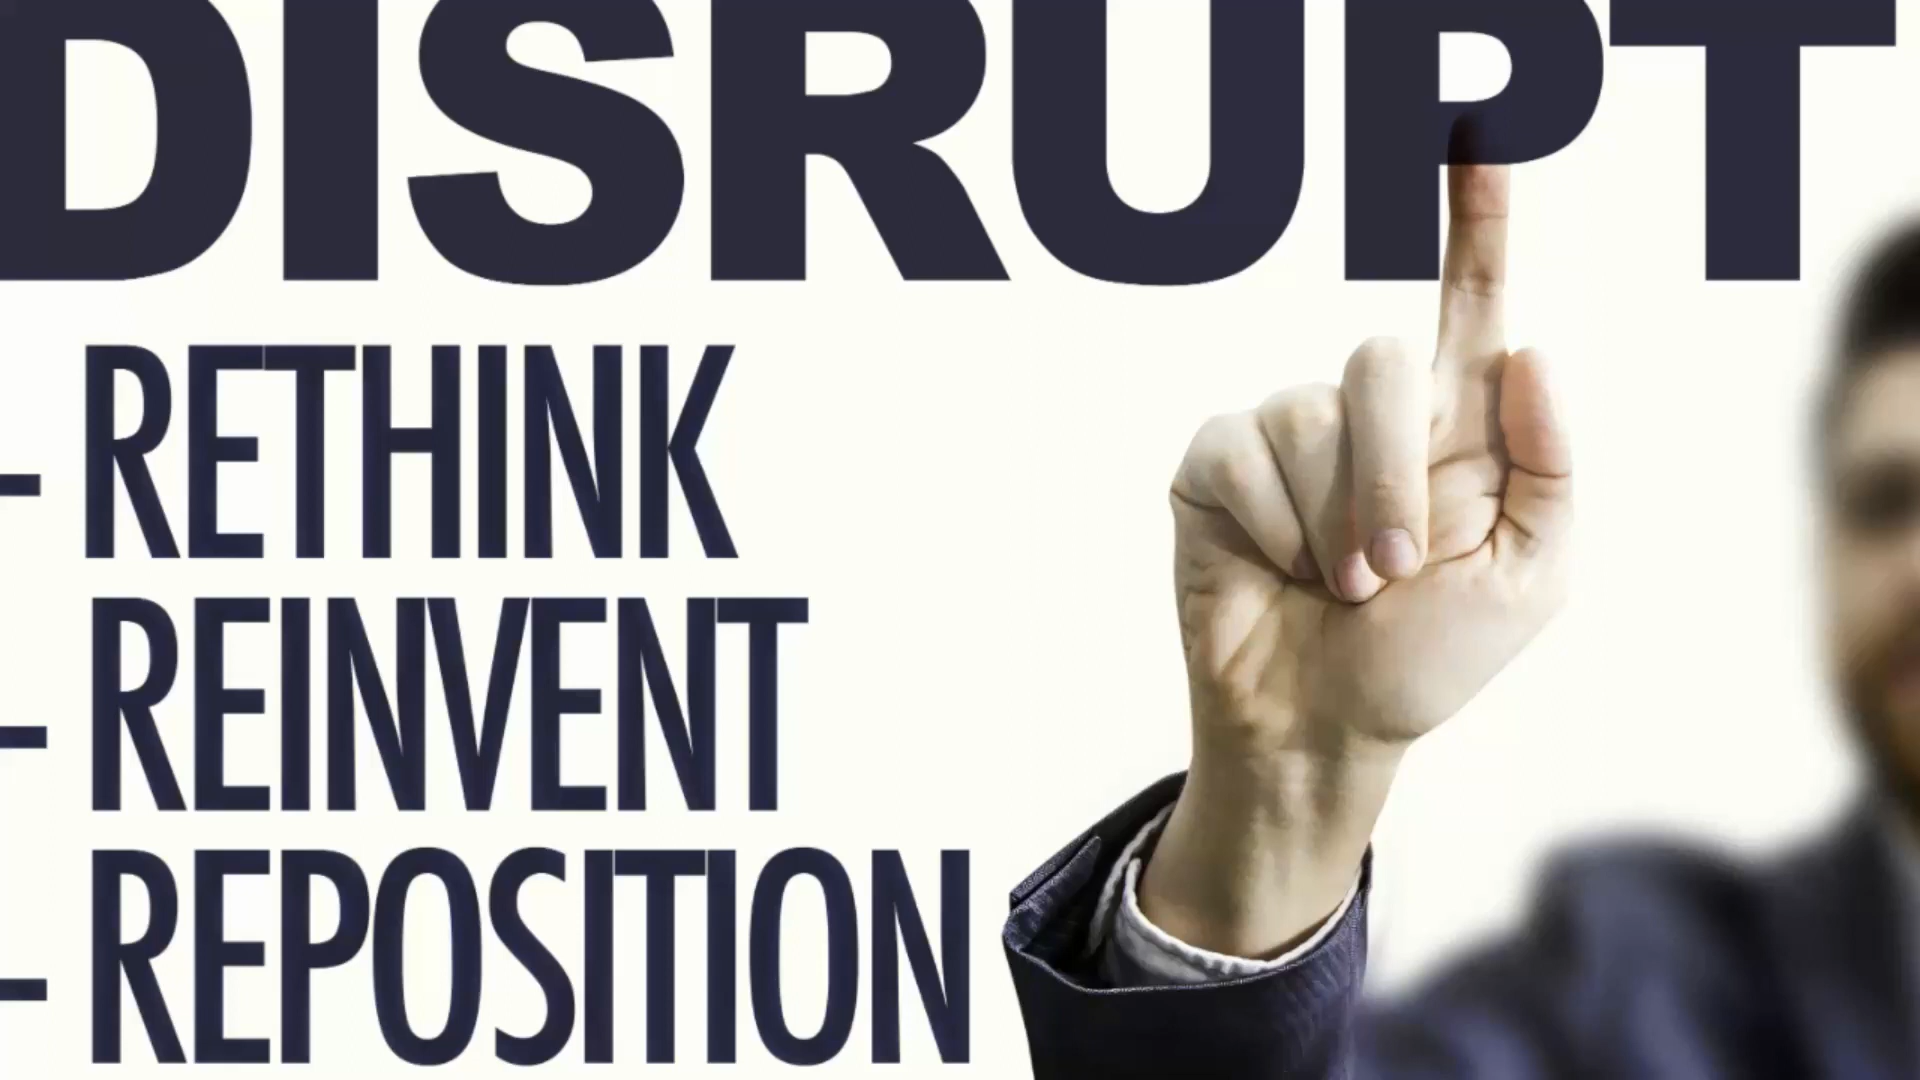 DISRUPT
- RETHINK
- REINVENT
- REPOSITION